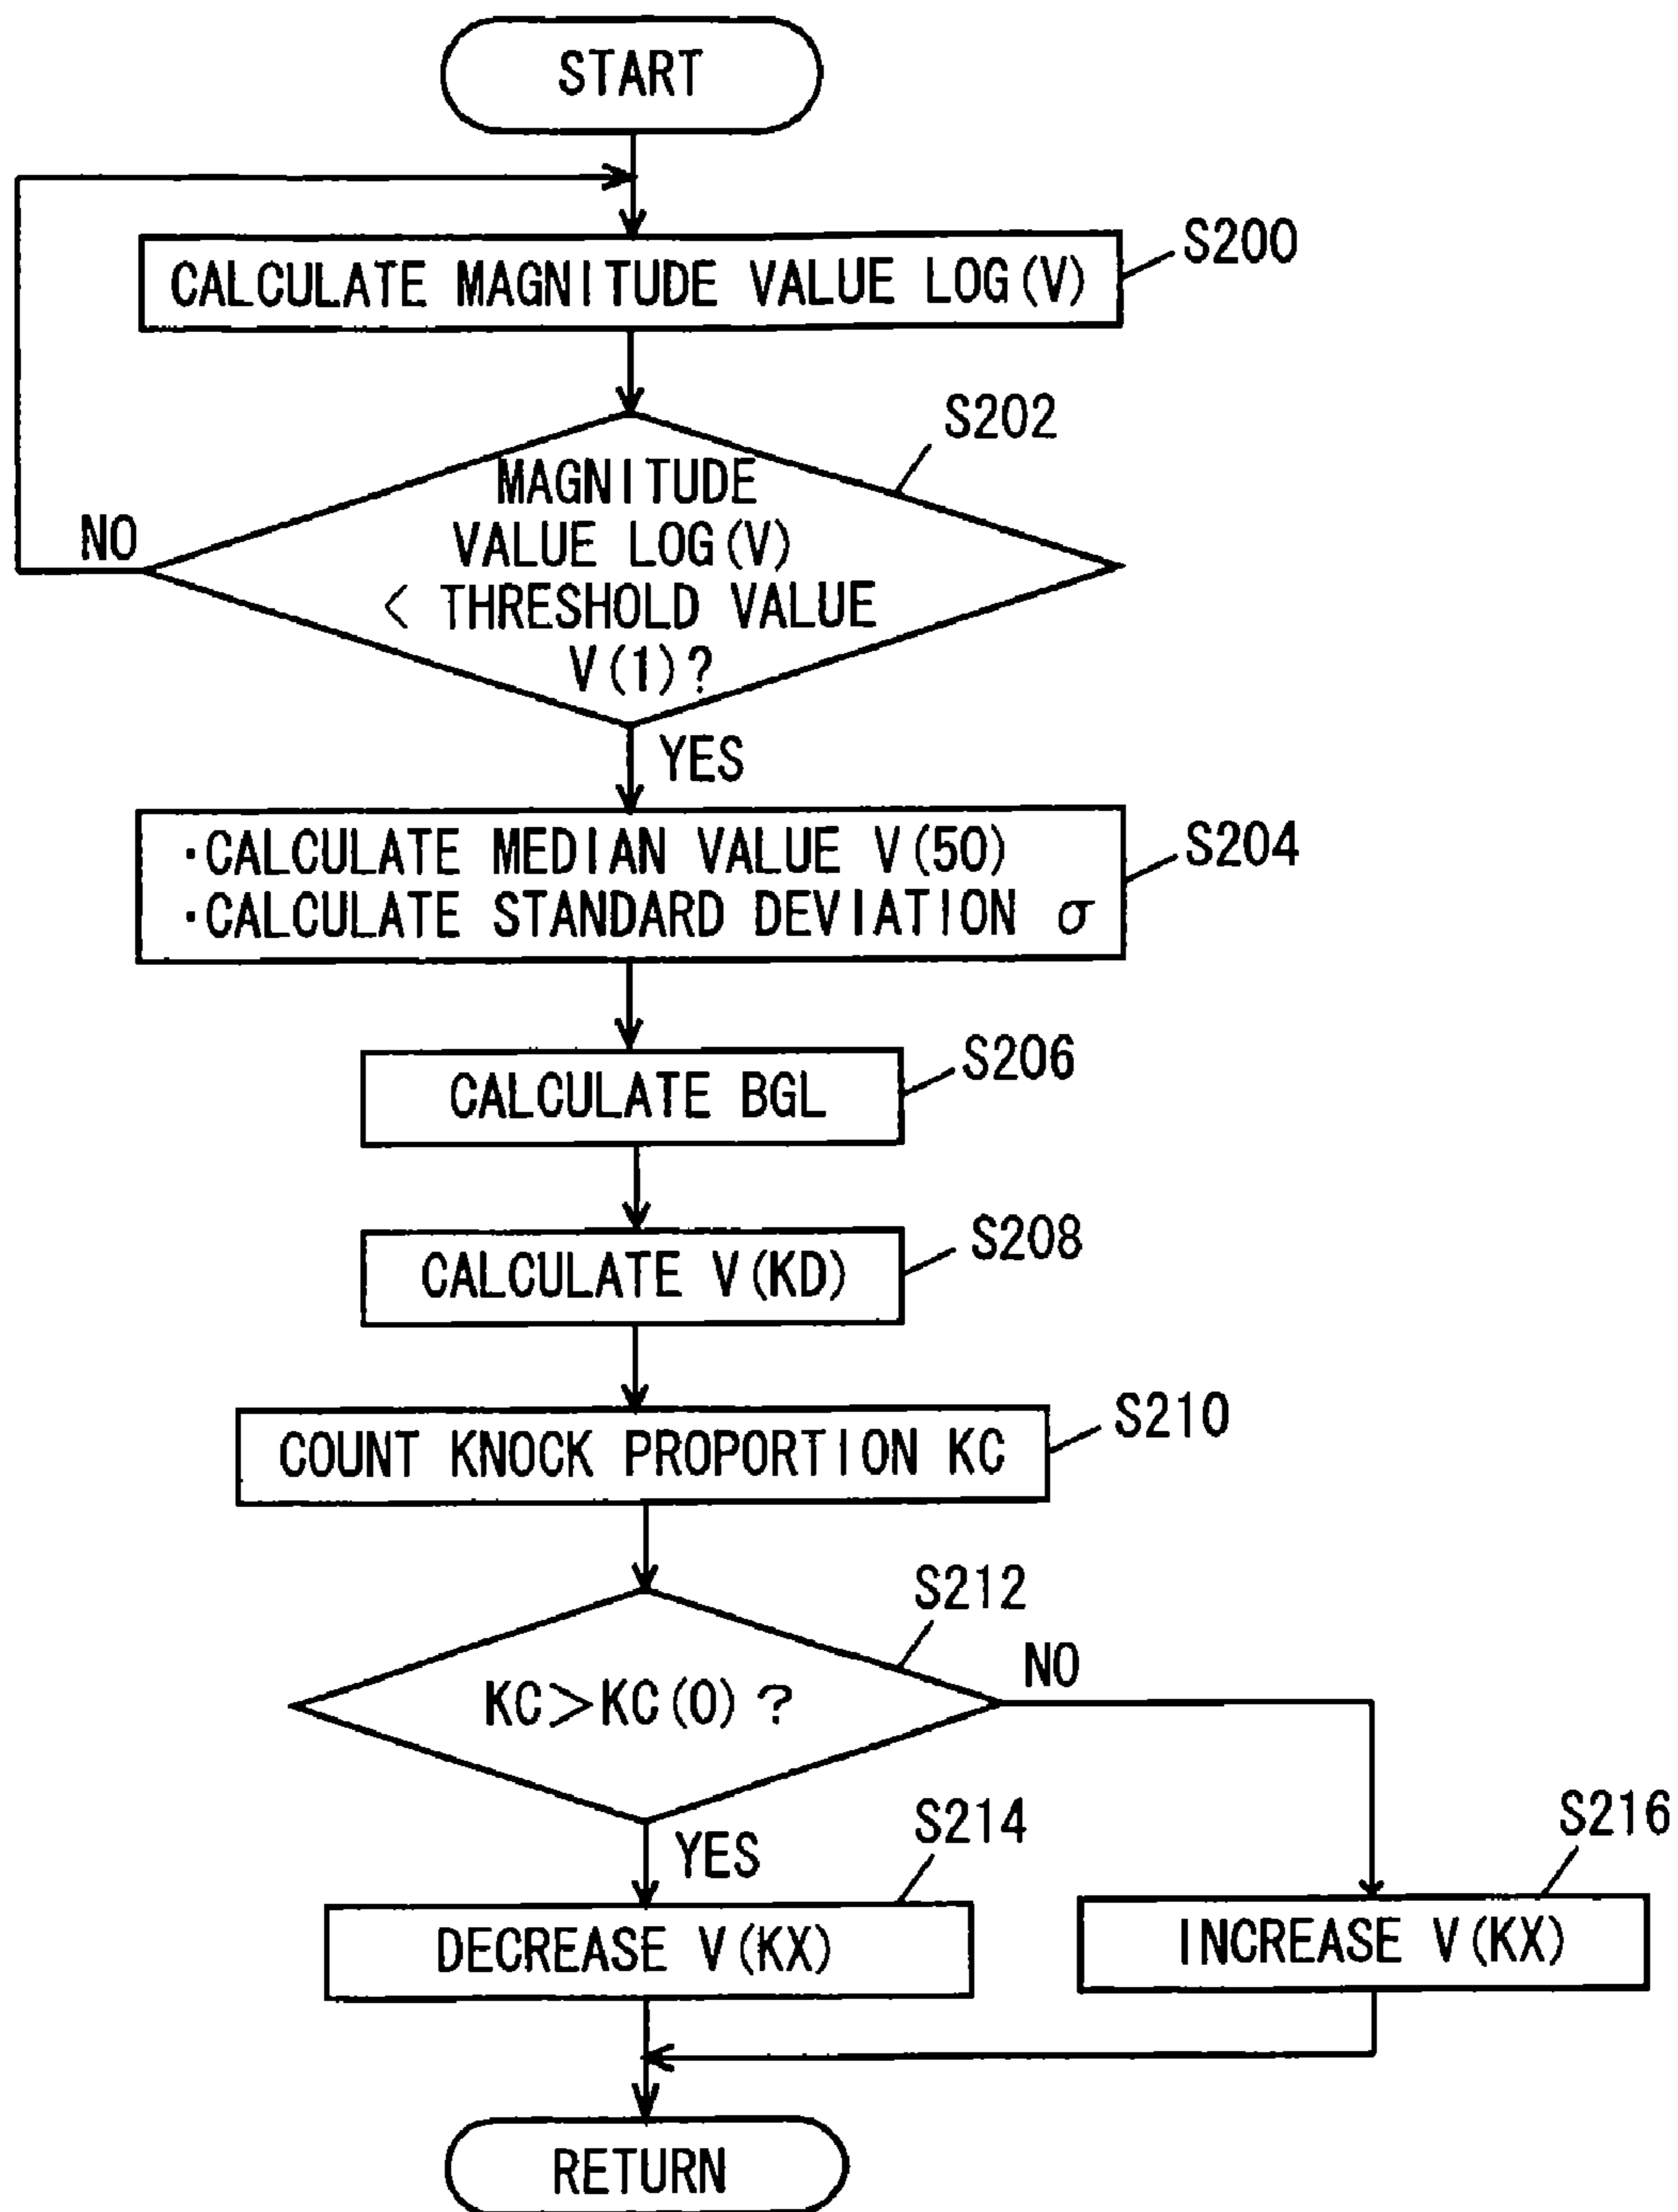 START
CALCULATE MAGNITUDE VALUE LOG(V)
S200
S202
MAGNITUDE
VALUE LOG(V)
< THRESHOLD VALUE
V(1)?
NO
YES
·CALCULATE MEDIAN VALUE V(50)
·CALCULATE STANDARD DEVIATION σ
S204
CALCULATE BGL
S206
CALCULATE V(KD)
S208
COUNT KNOCK PROPORTION KC
S210
S212
KC>KC(0)?
NO
YES
S214
DECREASE V(KX)
S216
INCREASE V(KX)
RETURN